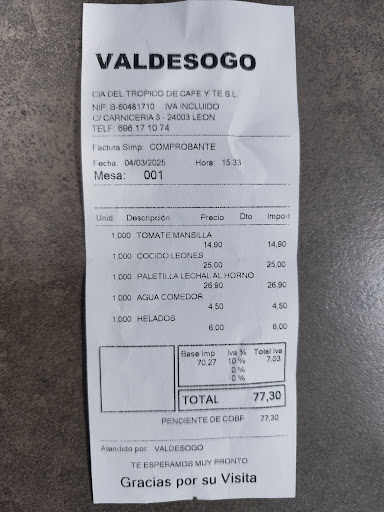 VALDESOGO
CIA DEL TROPICO DE CAFE Y TE S.L.
NIF: B-80481710 IVA INCLUIDO
C/ CARNICERIA 3 - 24003 LEON
TELF: 696 17 10 74
Factura Simp. COMPROBANTE
Fecha: 04/03/2025 Hora: 15:33
Mesa: 001
Unid Descripción Precio Dto Import
1,000 TOMATE MANSILLA
14,90 14,90
1,000 COCIDO LEONES
25,00 25,00
1,000 PALETILLA LECHAL AL HORNO
26,90 26,90
1,000 AGUA COMEDOR
4,50 4,50
1,000 HELADOS
6,00 6,00
Base Imp Iva % Total Iva
70,27 10 % 7,03
0 %
0 %
TOTAL 77,30
PENDIENTE DE COBF 77,30
Atendido por: VALDESOGO
TE ESPERAMOS MUY PRONTO
Gracias por su Visita